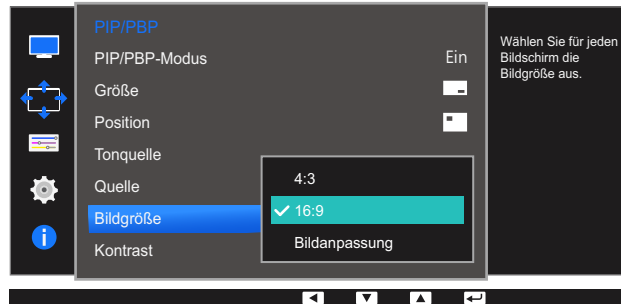 PIP/PBP
PIP/PBP-Modus Ein
Größe
Position
Tonquelle
Quelle
Bildgröße
Kontrast
4:3
16:9
Bildanpassung
Wählen Sie für jeden
Bildschirm die
Bildgröße aus.